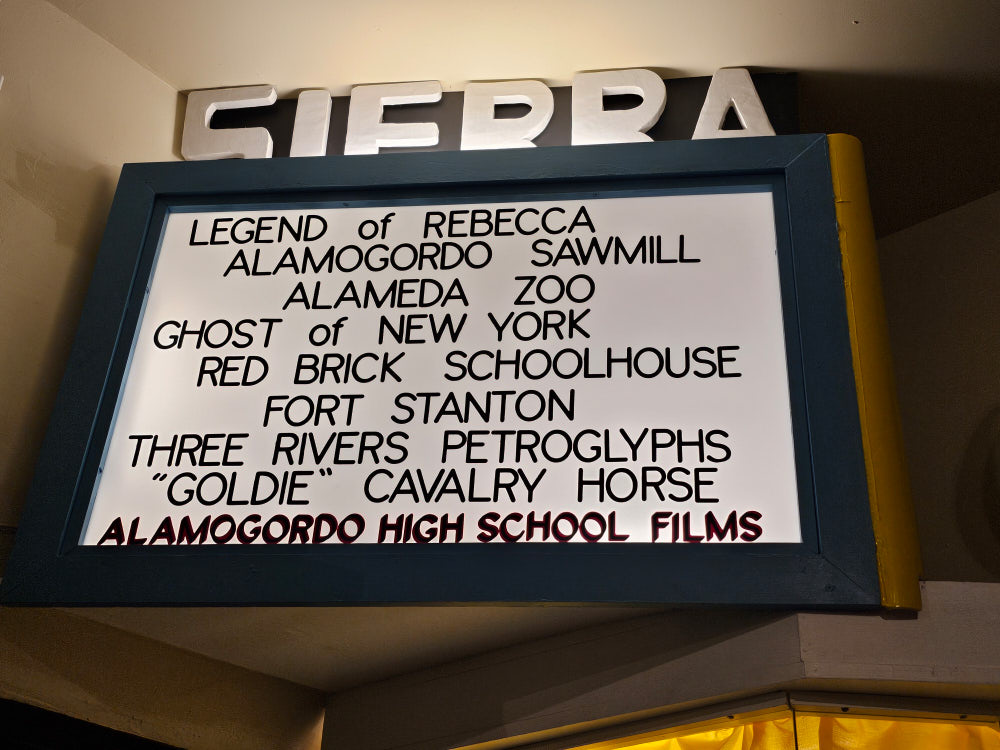 SIERRA
LEGEND of REBECCA
ALAMOGORDO SAWMILL
ALAMEDA ZOO
GHOST of NEW YORK
RED BRICK SCHOOLHOUSE
FORT STANTON
THREE RIVERS PETROGLYPHS
"GOLDIE" CAVALRY HORSE
ALAMOGORDO HIGH SCHOOL FILMS